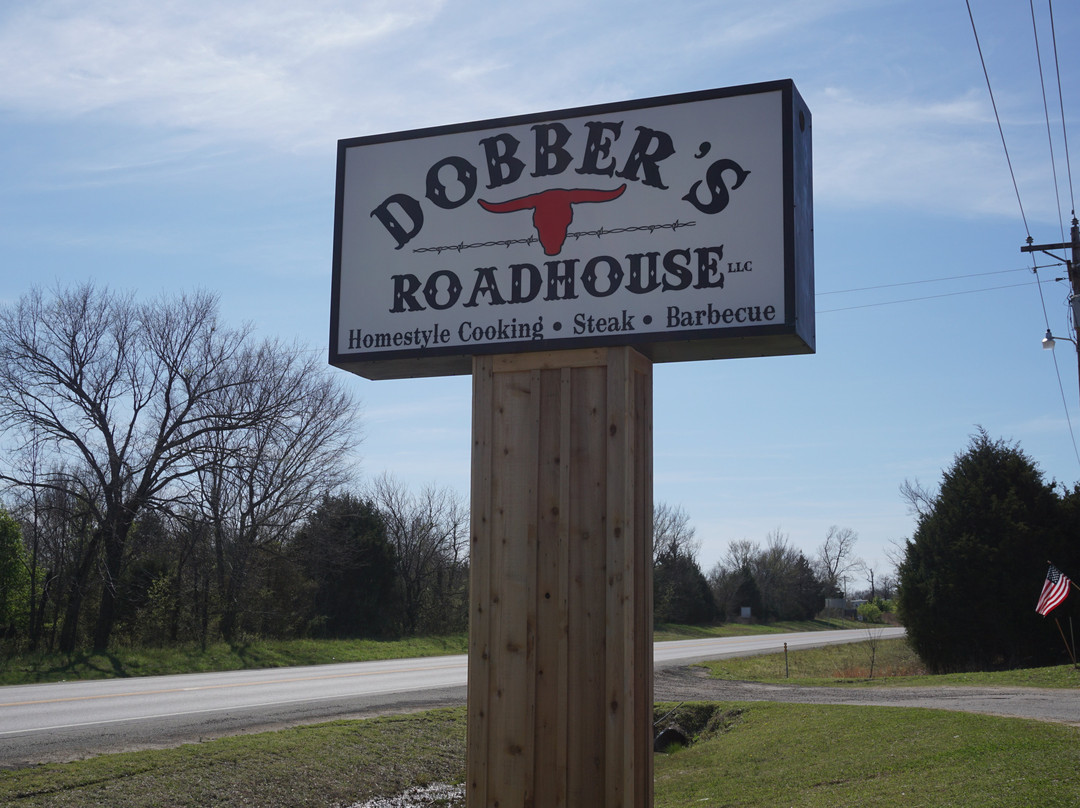 DOBBER'S
ROADHOUSE LLC
Homestyle Cooking • Steak • Barbecue